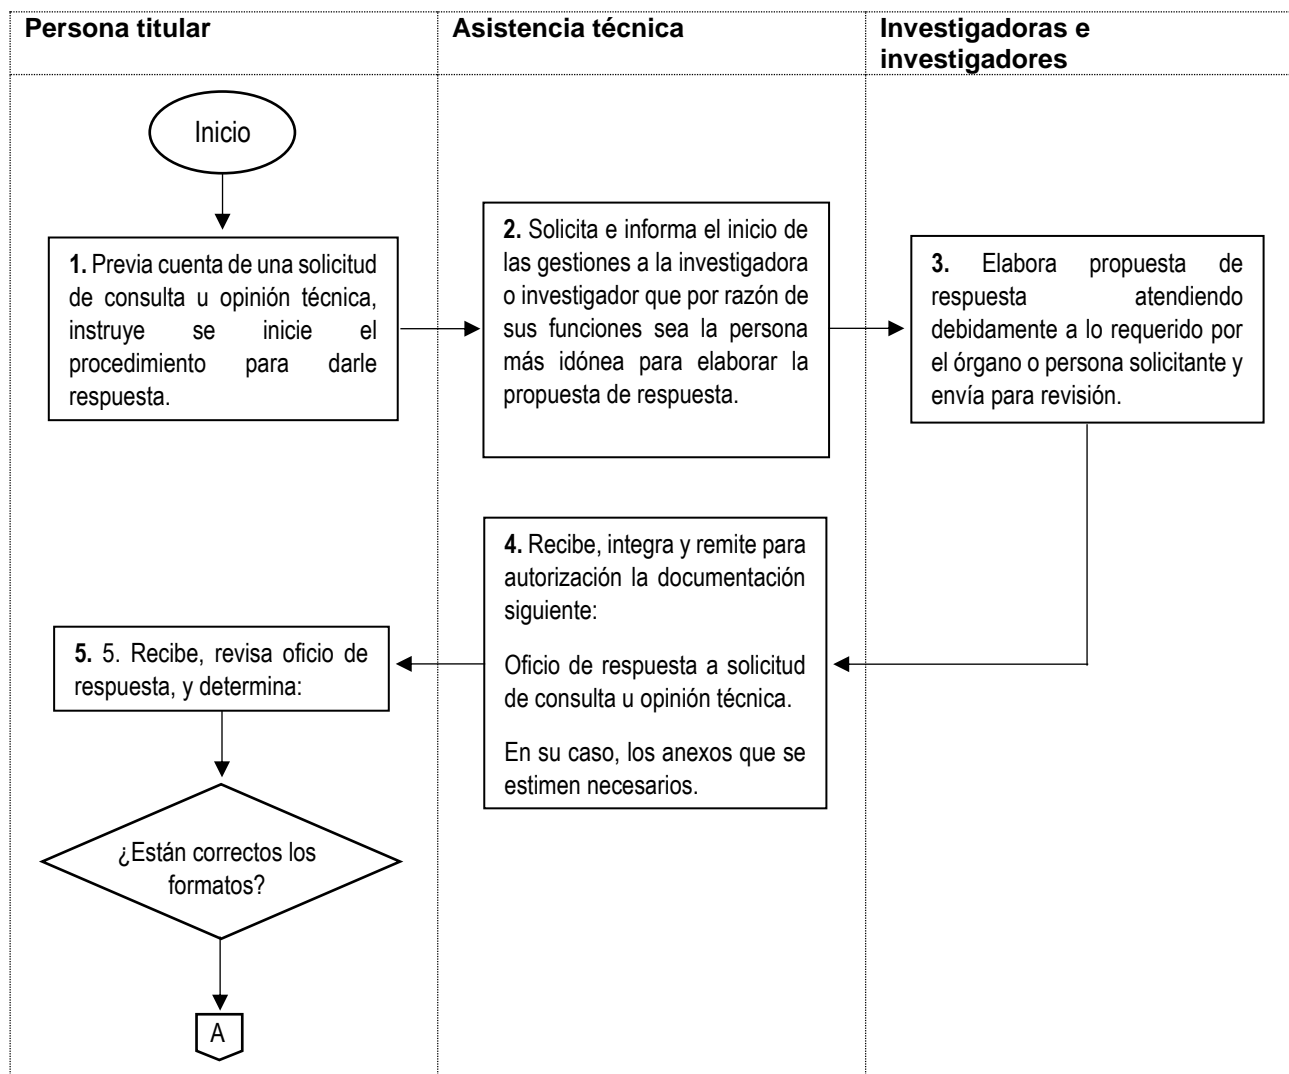 Persona titular
Asistencia técnica
Investigadoras e
investigadores
Inicio
1. Previa cuenta de una solicitud
de consulta u opinión técnica,
instruye se inicie el
procedimiento para darle
respuesta.
2. Solicita e informa el inicio de
las gestiones a la investigadora
o investigador que por razón de
sus funciones sea la persona
más idónea para elaborar la
propuesta de respuesta.
3. Elabora propuesta de
respuesta atendiendo
debidamente a lo requerido por
el órgano o persona solicitante y
envía para revisión.
4. Recibe, integra y remite para
autorización la documentación
siguiente:
Oficio de respuesta a solicitud
de consulta u opinión técnica.
En su caso, los anexos que se
estimen necesarios.
5. 5. Recibe, revisa oficio de
respuesta, y determina:
¿Están correctos los
formatos?
A